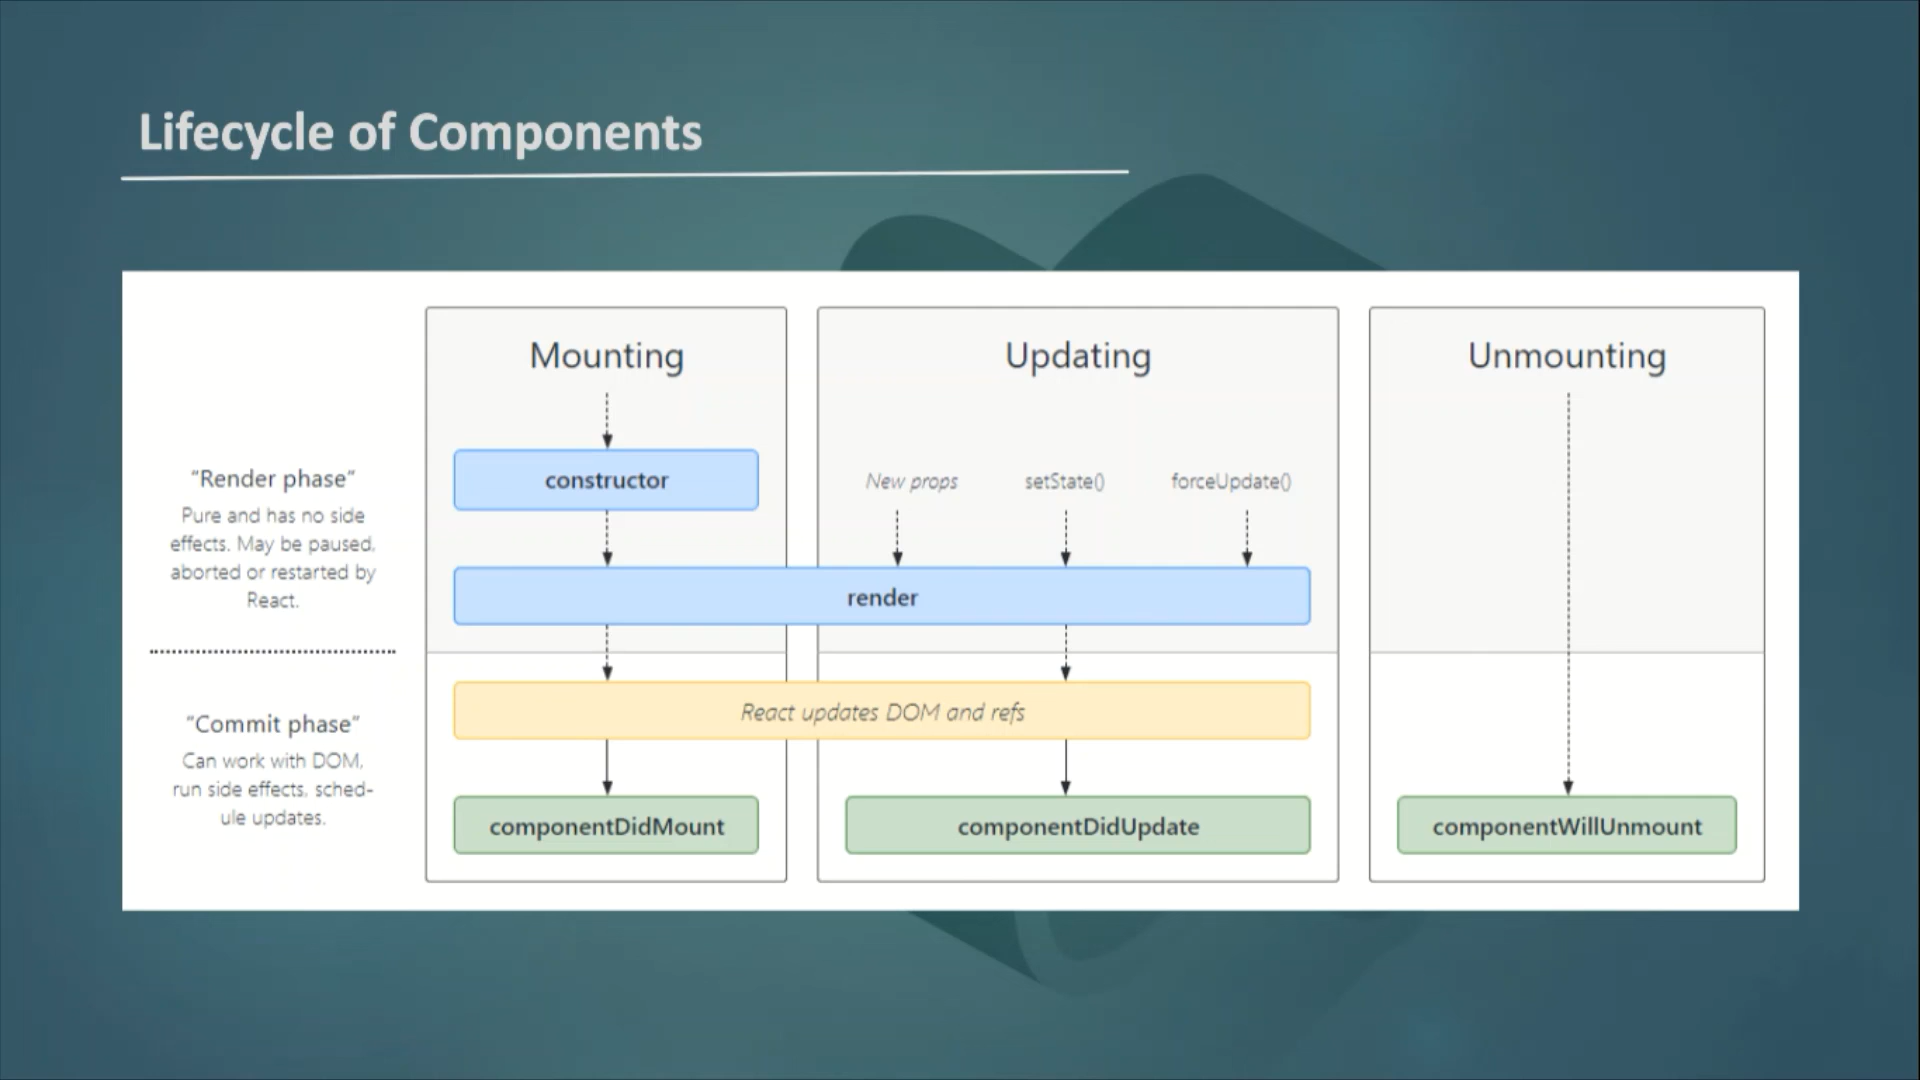 Lifecycle of Components
Mounting
Updating
Unmounting
"Render phase"
Pure and has no side
effects. May be paused,
aborted or restarted by
React.
constructor
New props
setState()
forceUpdate()
render
"Commit phase"
Can work with DOM,
run side effects, sched-
ule updates.
React updates DOM and refs
componentDidMount
componentDidUpdate
componentWillUnmount